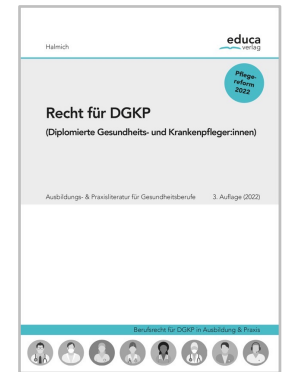 Halmich
educa
verlag
Pflege-
reform
2022
Recht für DGKP
(Diplomierte Gesundheits- und Krankenpfleger:innen)
Ausbildungs- & Praxisliteratur für Gesundheitsberufe 3. Auflage (2022)
Berufsrecht für DGKP in Ausbildung & Praxis